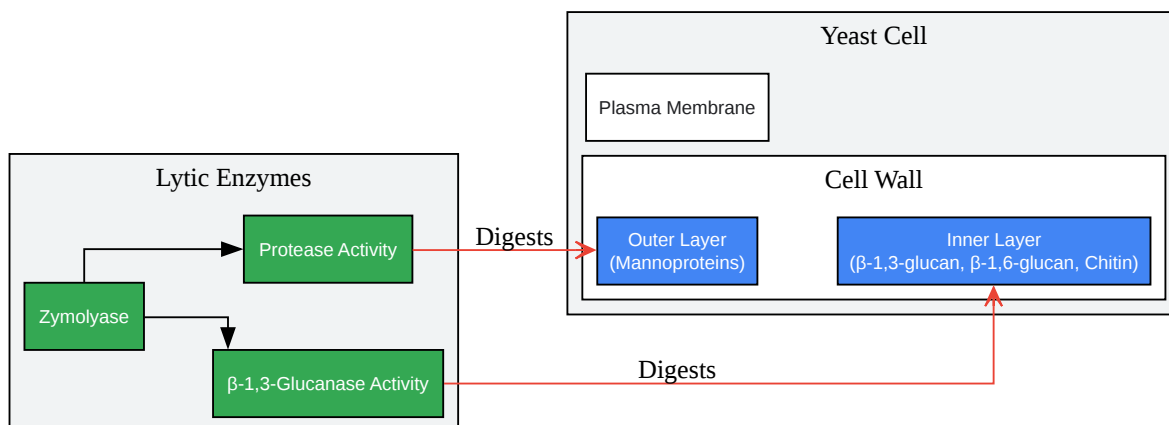 Yeast Cell
Plasma Membrane
Lytic Enzymes
Cell Wall
Protease Activity
Digests
Outer Layer
(Mannoproteins)
Inner Layer
(β-1,3-glucan, β-1,6-glucan, Chitin)
Zymolyase
β-1,3-Glucanase Activity
Digests